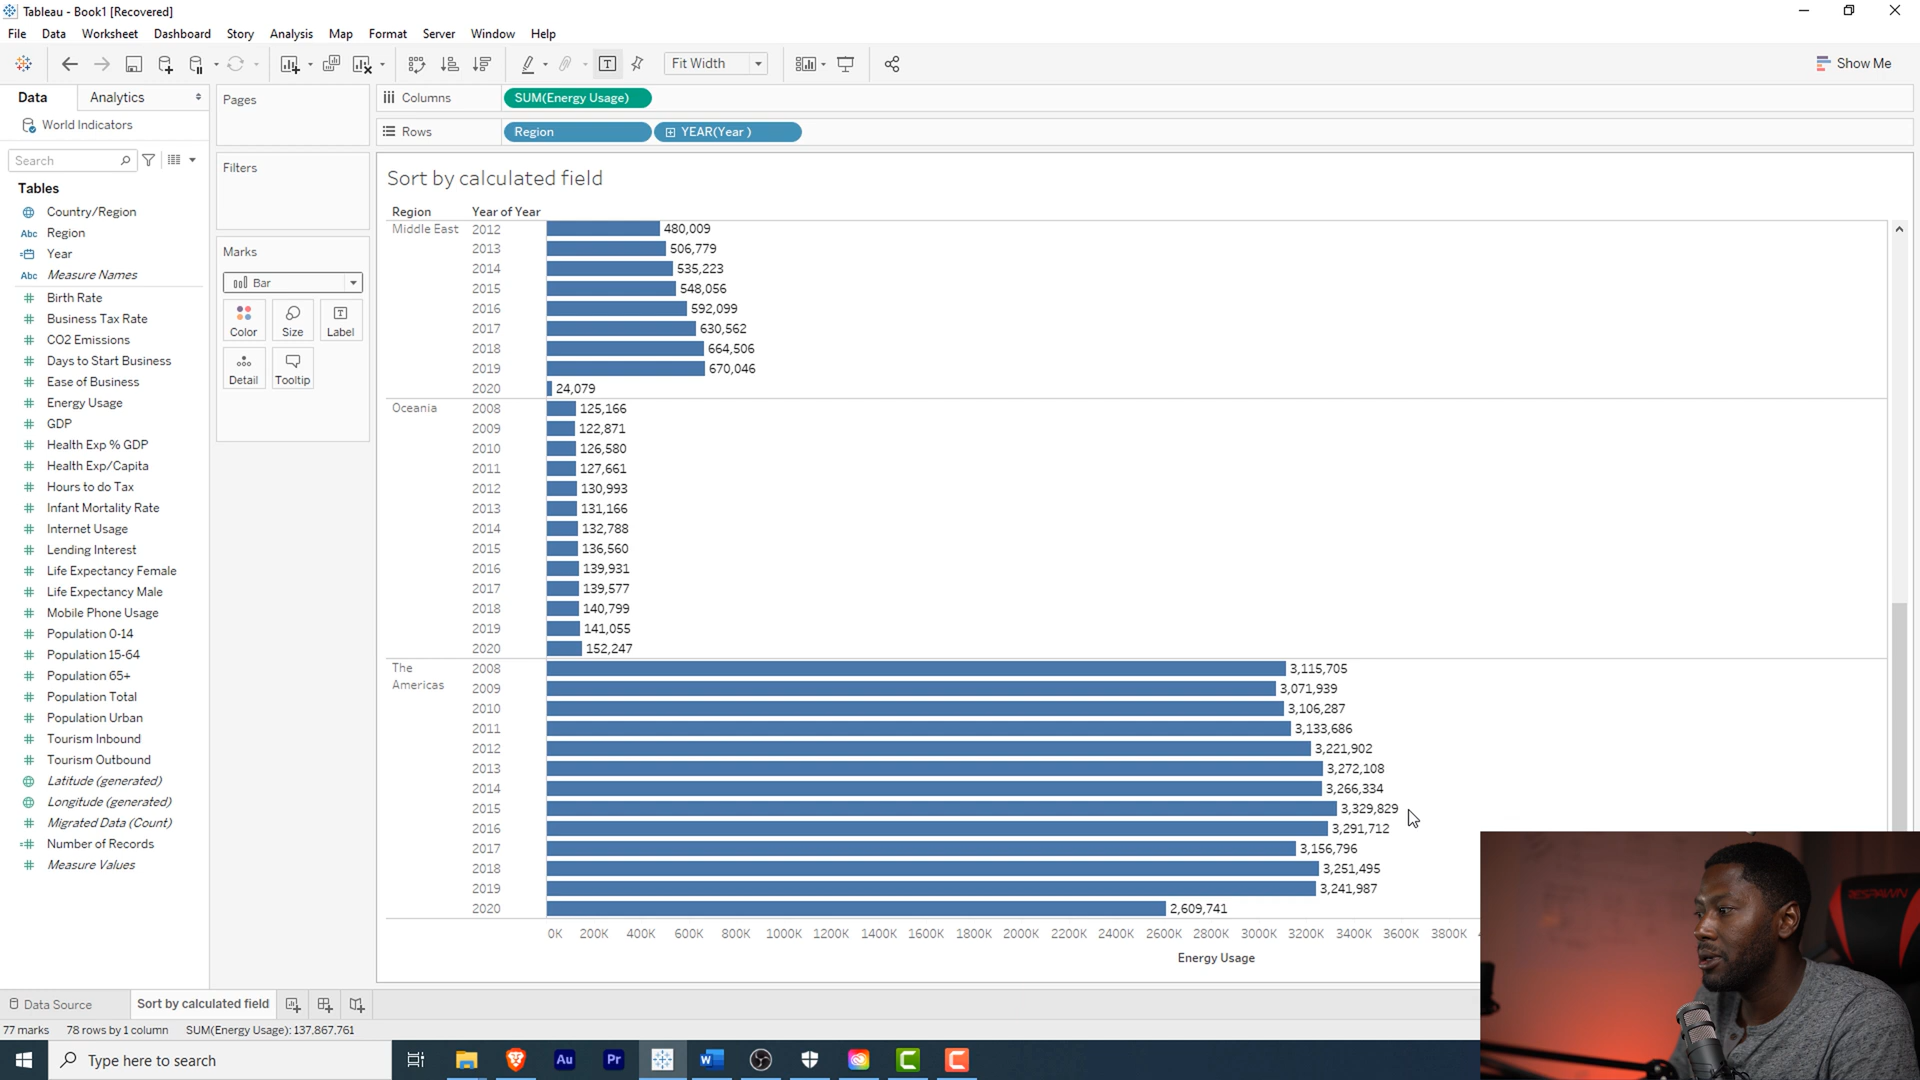 Tableau - Book1 [Recovered]
File Data Worksheet Dashboard Story Analysis Map Format Server Window Help
Fit Width
Show Me
Data Analytics
World Indicators
Search
Tables
Country/Region
Abc Region
Year
Abc Measure Names
Birth Rate
Business Tax Rate
CO2 Emissions
Days to Start Business
Ease of Business
Energy Usage
GDP
Health Exp % GDP
Health Exp/Capita
Hours to do Tax
Infant Mortality Rate
Internet Usage
Lending Interest
Life Expectancy Female
Life Expectancy Male
Mobile Phone Usage
Population 0-14
Population 15-64
Population 65+
Population Total
Population Urban
Tourism Inbound
Tourism Outbound
Latitude (generated)
Longitude (generated)
Migrated Data (Count)
Number of Records
Measure Values
Pages
Filters
Marks
Bar
Color Size Label
Detail Tooltip
Columns SUM(Energy Usage)
Rows Region YEAR(Year )
Sort by calculated field
Region Year of Year
Middle East 2012 480,009
2013 506,779
2014 535,223
2015 548,056
2016 592,099
2017 630,562
2018 664,506
2019 670,046
2020 24,079
Oceania 2008 125,166
2009 122,871
2010 126,580
2011 127,661
2012 130,993
2013 131,166
2014 132,788
2015 136,560
2016 139,931
2017 139,577
2018 140,799
2019 141,055
2020 152,247
The Americas 2008 3,115,705
2009 3,071,939
2010 3,106,287
2011 3,133,686
2012 3,221,902
2013 3,272,108
2014 3,266,334
2015 3,329,829
2016 3,291,712
2017 3,156,796
2018 3,251,495
2019 3,241,987
2020 2,609,741
0K 200K 400K 600K 800K 1000K 1200K 1400K 1600K 1800K 2000K 2200K 2400K 2600K 2800K 3000K 3200K 3400K 3600K 3800K
Energy Usage
Data Source Sort by calculated field
77 marks 78 rows by 1 column SUM(Energy Usage): 137,867,761
Type here to search
Au Pr W
RESPAWN